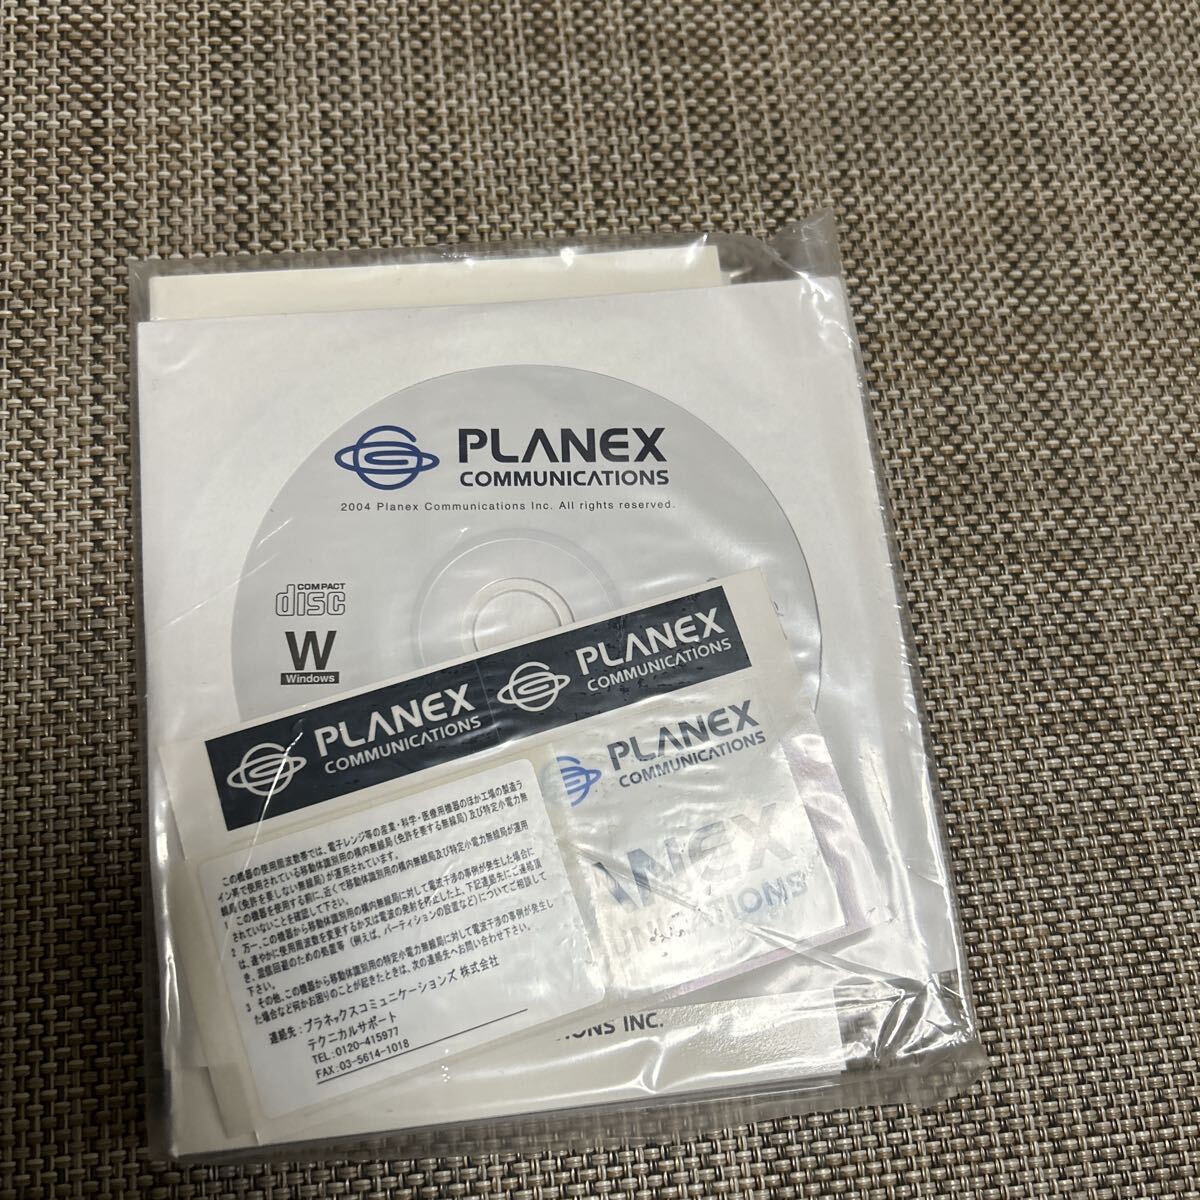 PLANEX
COMMUNICATIONS
2004 Planex Communications Inc. All rights reserved.
COMPACT
disc
W
Windows
PLANEX
COMMUNICATIONS
PLANEX
COMMUNICATIONS
PLANEX
COMMUNICATIONS
この機器の使用周波数帯では、電子レンジ等の産業・科学・医療用機器のほか工場の製造ラ
イン等で使用されている移動体識別用の構内無線局（免許を要する無線局）及び特定小電力無
線局（免許を要しない無線局）が運用されています。
1 この機器を使用する前に、近くで移動体識別用の構内無線局及び特定小電力無線局が運用
されていないことを確認して下さい。
2 万一、この機器から移動体識別用の構内無線局に対して電波干渉の事例が発生した場合に
は、速やかに使用周波数を変更するか又は電波の発射を停止した上、下記連絡先にご連絡頂
き、混信回避のための処置等（例えば、パーティションの設置など）についてご相談して
下さい。
3 その他、この機器から移動体識別用の特定小電力無線局に対して電波干渉の事例が発生し
た場合など何かお困りのことが起きたときは、次の連絡先へお問い合わせ下さい。
連絡先：プラネックスコミュニケーションズ 株式会社
テクニカルサポート
TEL:0120-415977
FAX:03-5614-1018
ANEX
IONS INC.